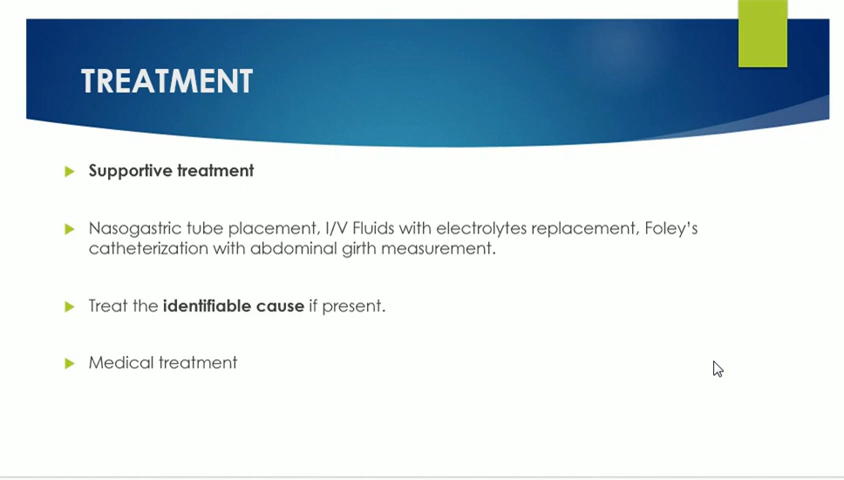 TREATMENT
Supportive treatment
Nasogastric tube placement, I/V Fluids with electrolytes replacement, Foley's
catheterization with abdominal girth measurement.
Treat the identifiable cause if present.
Medical treatment